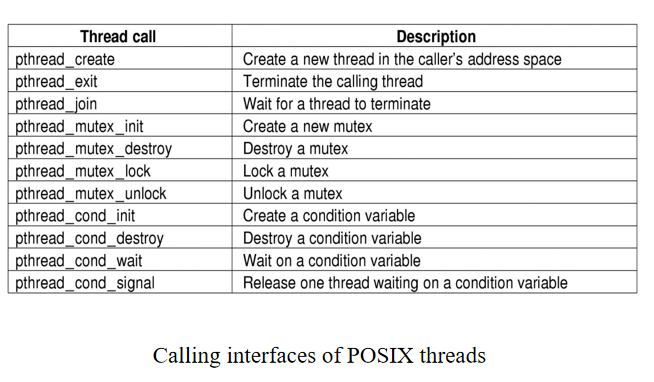 Thread call Description
pthread_create Create a new thread in the caller's address space
pthread_exit Terminate the calling thread
pthread_join Wait for a thread to terminate
pthread_mutex_init Create a new mutex
pthread_mutex_destroy Destroy a mutex
pthread_mutex_lock Lock a mutex
pthread_mutex_unlock Unlock a mutex
pthread_cond_init Create a condition variable
pthread_cond_destroy Destroy a condition variable
pthread_cond_wait Wait on a condition variable
pthread_cond_signal Release one thread waiting on a condition variable
Calling interfaces of POSIX threads